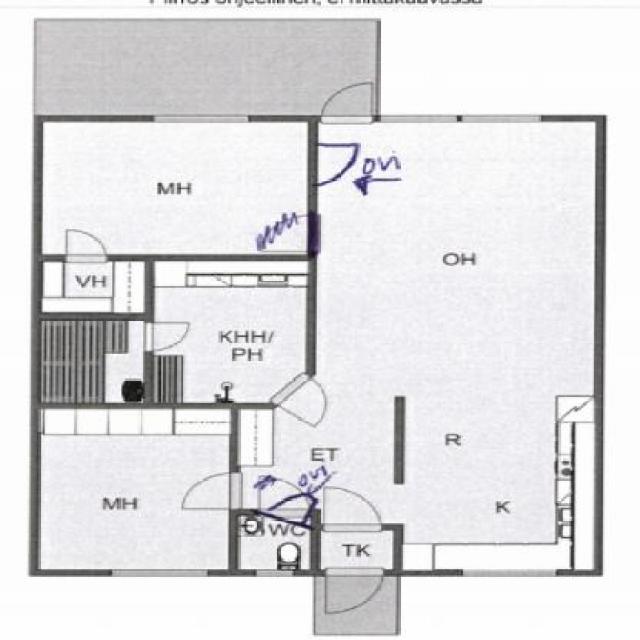 Piirros ohjeellinen, ei mittakaavassa
MH
OVI
OH
VH
KHH/
PH
R
ET
OVI
MH
K
WC
TK